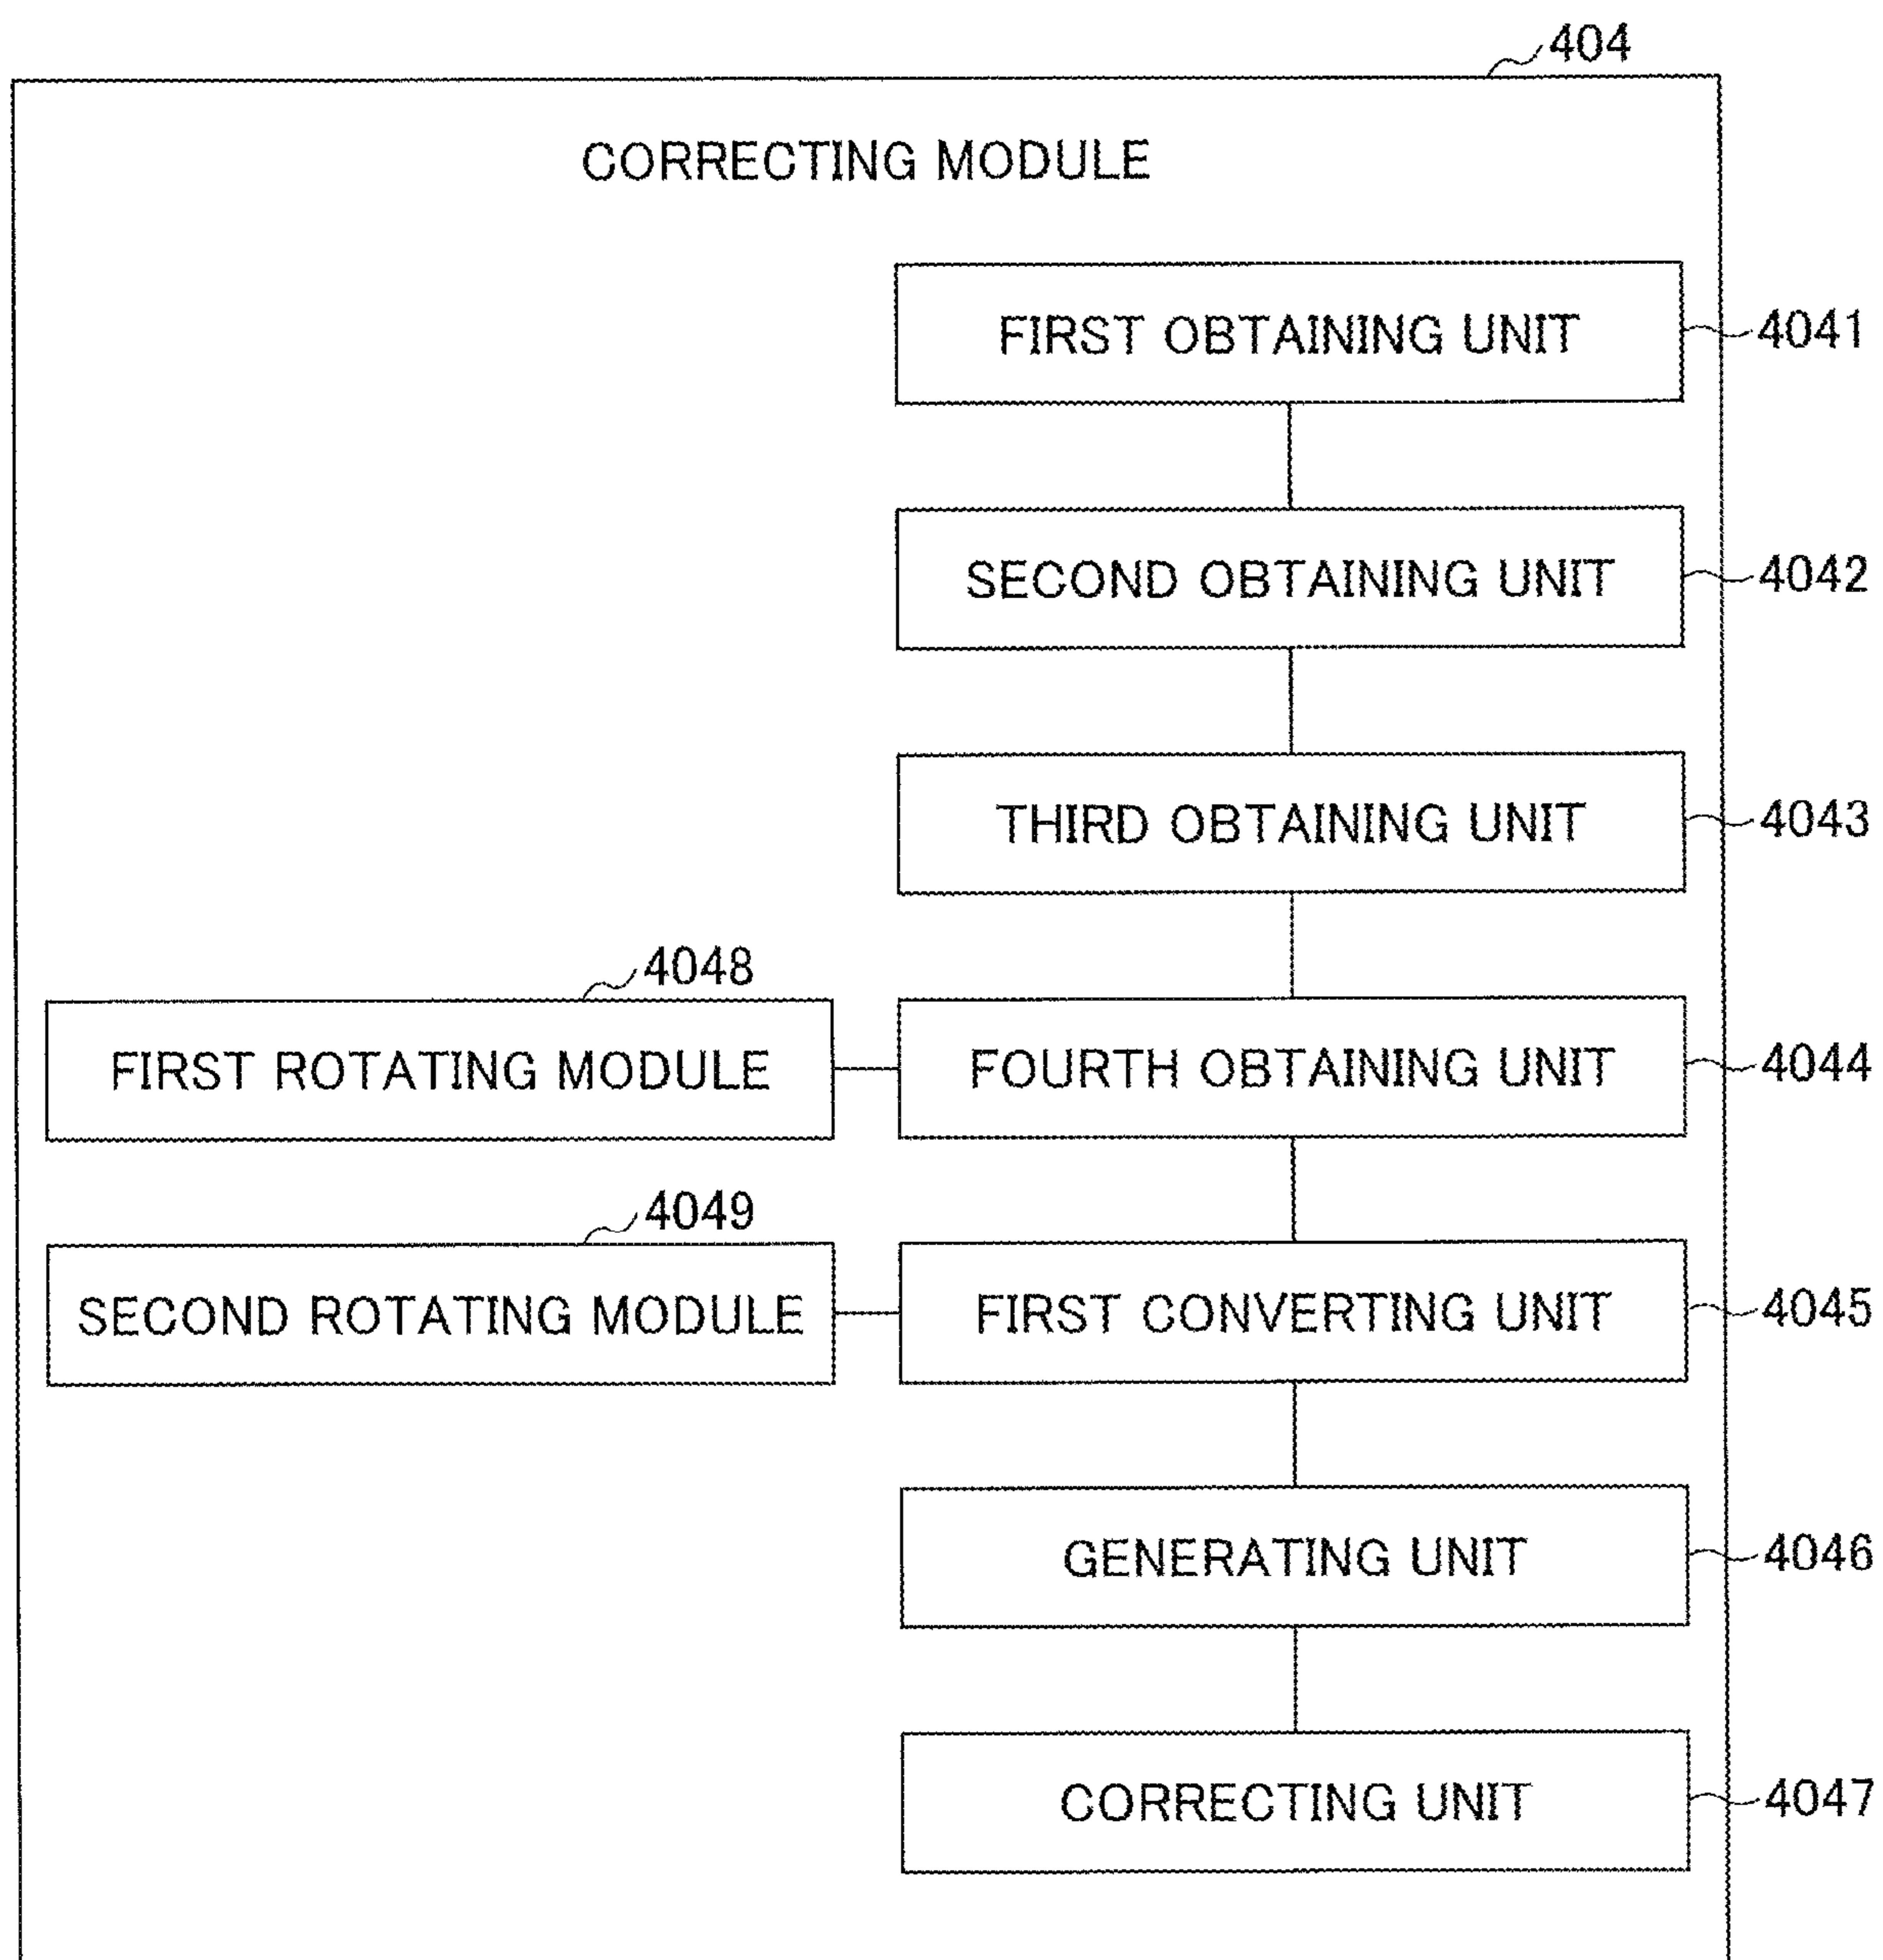 404
CORRECTING MODULE
FIRST OBTAINING UNIT
4041
SECOND OBTAINING UNIT
4042
THIRD OBTAINING UNIT
4043
4048
FIRST ROTATING MODULE
FOURTH OBTAINING UNIT
4044
4049
SECOND ROTATING MODULE
FIRST CONVERTING UNIT
4045
GENERATING UNIT
4046
CORRECTING UNIT
4047